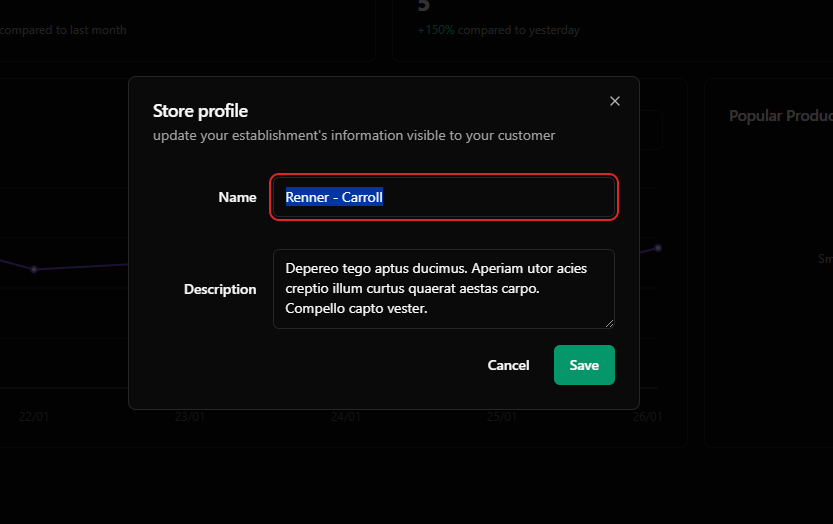 5
compared to last month
+150% compared to yesterday
Store profile
update your establishment's information visible to your customer
Popular Produc
Name
Renner - Carroll
Description
Depereo tego aptus ducimus. Aperiam utor acies
creptio illum curtus quaerat aestas carpo.
Compello capto vester.
Sm
Cancel
Save
22/01
23/01
24/01
25/01
26/01